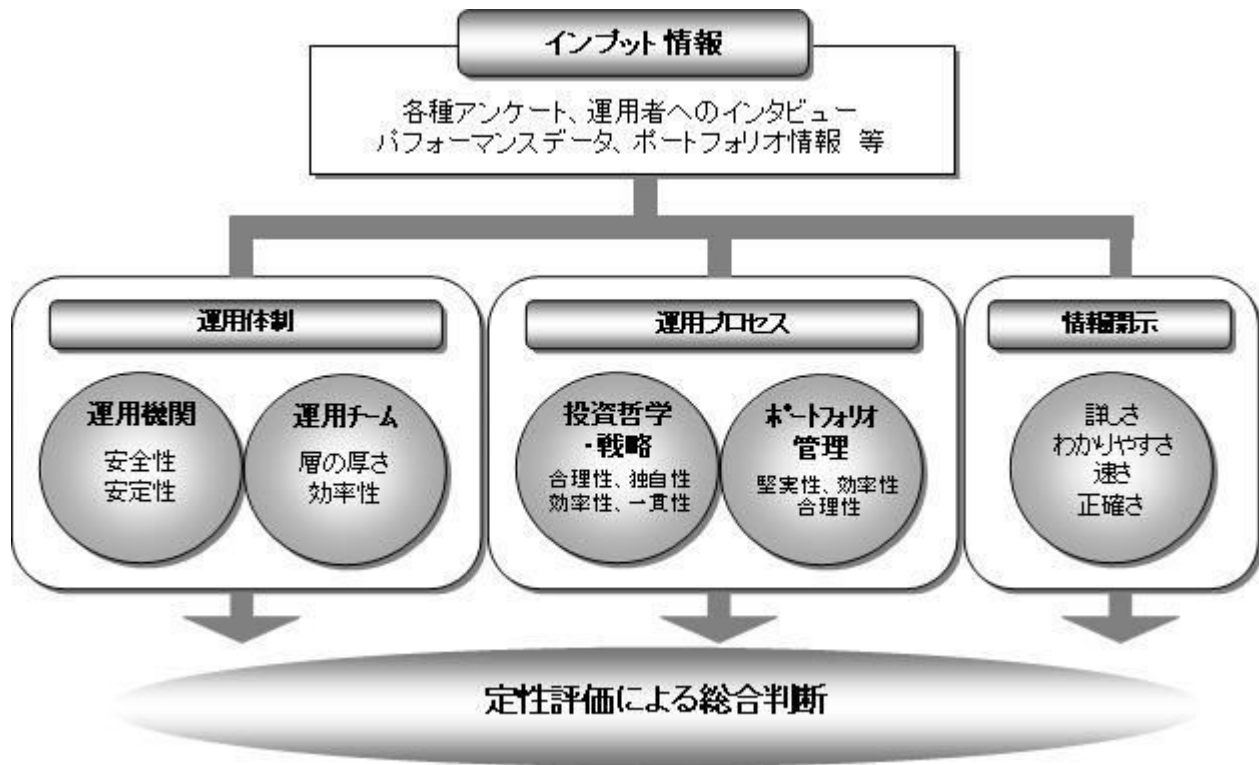 インプット情報
各種アンケート、運用者へのインタビュー
パフォーマンスデータ、ポートフォリオ情報 等
運用体制
運用機関
安全性
安定性
運用チーム
層の厚さ
効率性
運用プロセス
投資哲学
・戦略
合理性、独自性
効率性、一貫性
ポートフォリオ
管理
堅実性、効率性
合理性
情報開示
詳しさ
わかりやすさ
速さ
正確さ
定性評価による総合判断